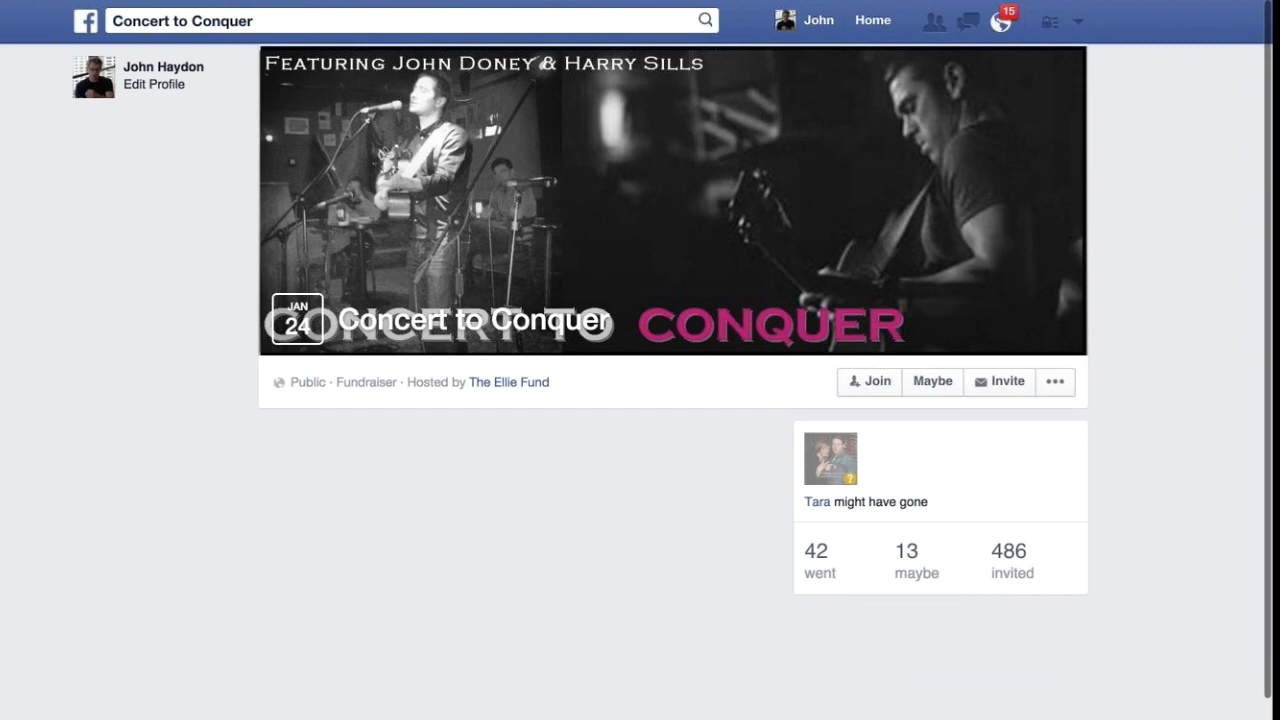 f Concert to Conquer John Home 15
John Haydon
Edit Profile
FEATURING JOHN DONEY & HARRY SILLS
JAN
24
Concert to Conquer
CONCERT TO CONQUER
Public · Fundraiser · Hosted by The Ellie Fund
Join Maybe Invite •••
?
Tara might have gone
42 13 486
went maybe invited